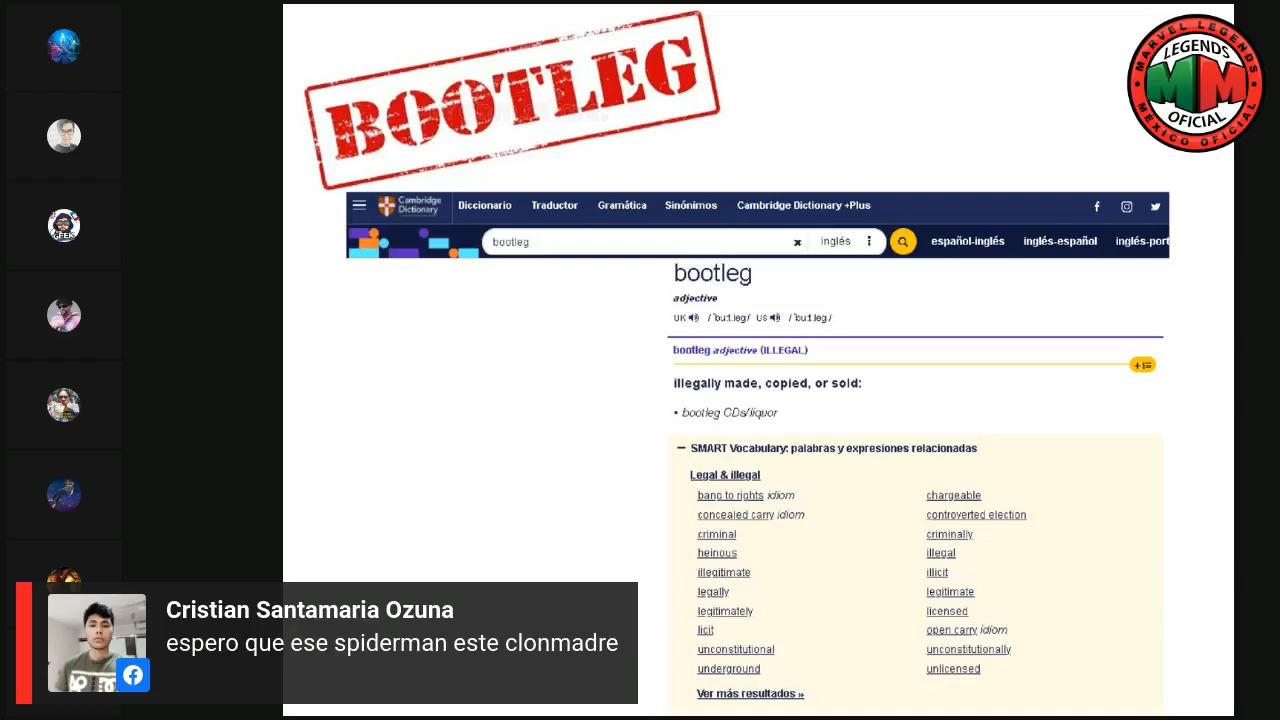 BOOTLEG
MARVEL LEGENDS
LEGENDS
MM
OFICIAL
MEXICO OFICIAL
GEEK
Cambridge Dictionary
Diccionario Traductor Gramática Sinónimos Cambridge Dictionary +Plus
bootleg inglés español-inglés inglés-español inglés-port
bootleg
adjective
UK /ˈbuːt.leɡ/ US /ˈbuːt.leɡ/
bootleg adjective (ILLEGAL)
illegally made, copied, or sold:
• bootleg CDs/liquor
SMART Vocabulary: palabras y expresiones relacionadas
Legal & illegal
bang to rights idiom chargeable
concealed carry idiom controverted election
criminal criminally
heinous illegal
illegitimate illicit
legally legitimate
legitimately licensed
licit open carry idiom
unconstitutional unconstitutionally
underground unlicensed
Ver más resultados »
Cristian Santamaria Ozuna
espero que ese spiderman este clonmadre